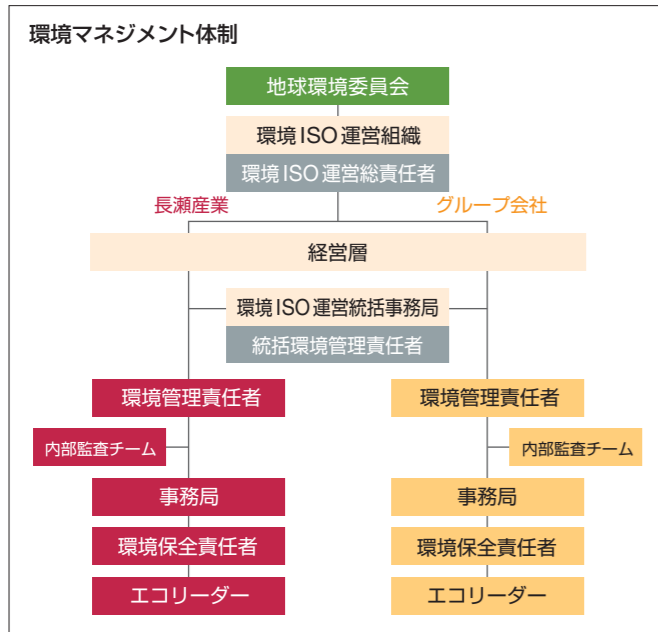 環境マネジメント体制
地球環境委員会
環境ISO運営組織
環境ISO運営総責任者
長瀬産業
グループ会社
経営層
環境ISO運営統括事務局
統括環境管理責任者
環境管理責任者
環境管理責任者
内部監査チーム
内部監査チーム
事務局
事務局
環境保全責任者
環境保全責任者
エコリーダー
エコリーダー